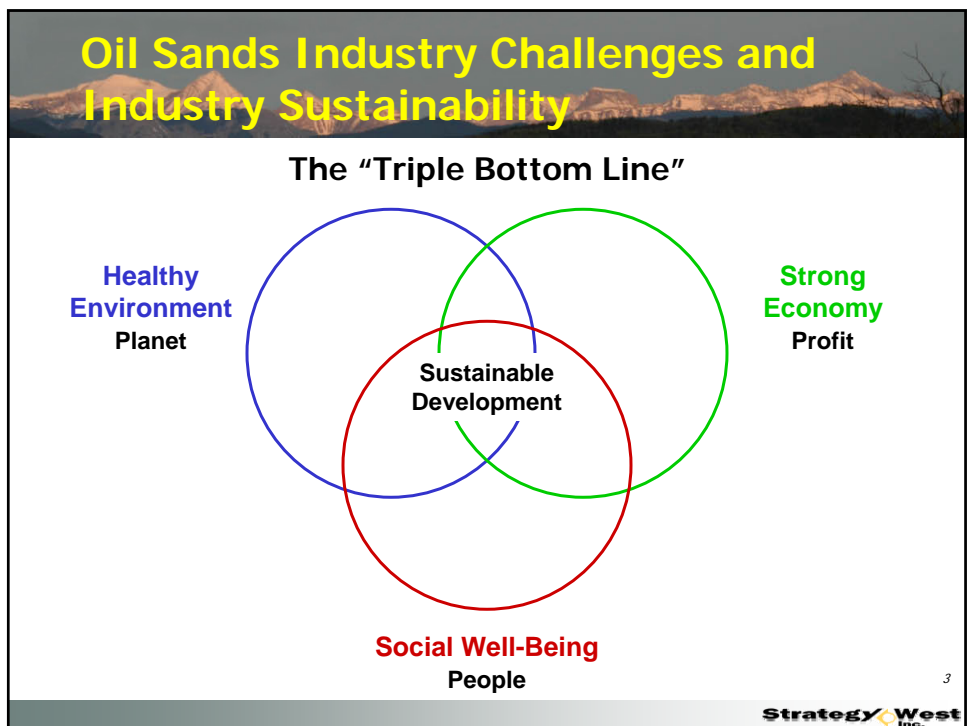 Oil Sands Industry Challenges and
Industry Sustainability
The “Triple Bottom Line”
Healthy
Environment
Planet
Strong
Economy
Profit
Sustainable
Development
Social Well-Being
People
3
Strategy West
Inc.